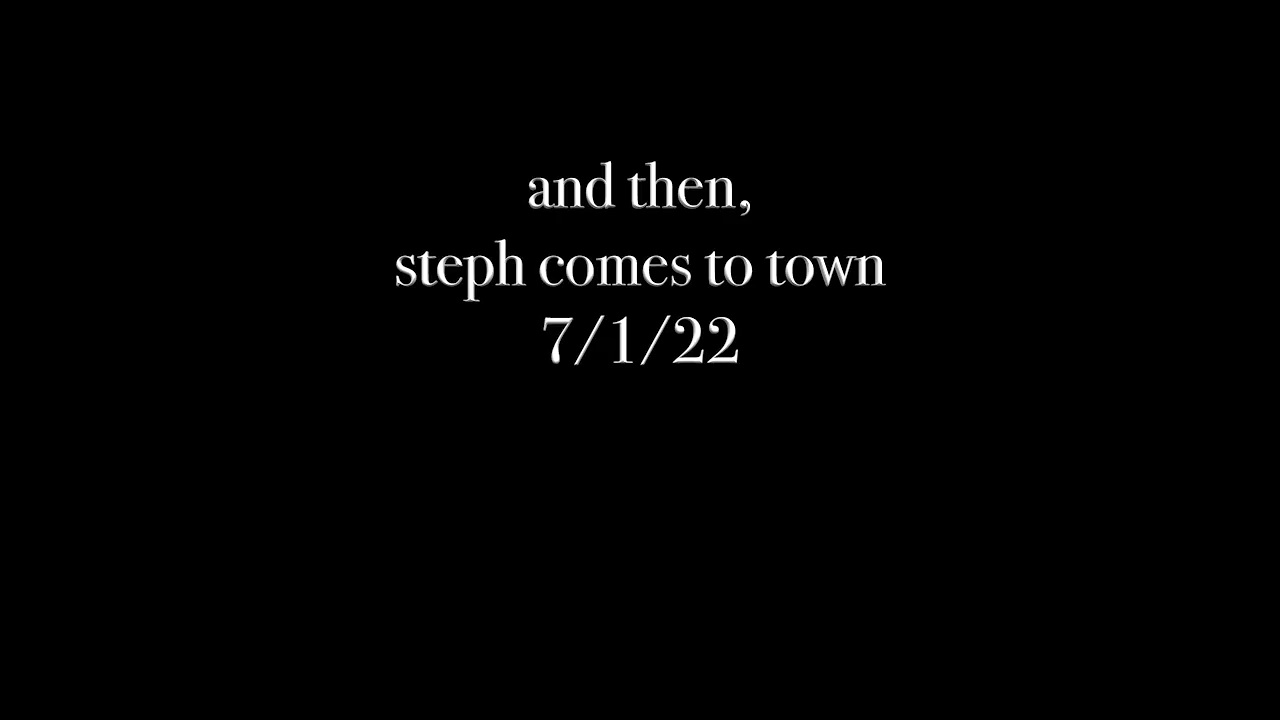 and then,
steph comes to town
7/1/22